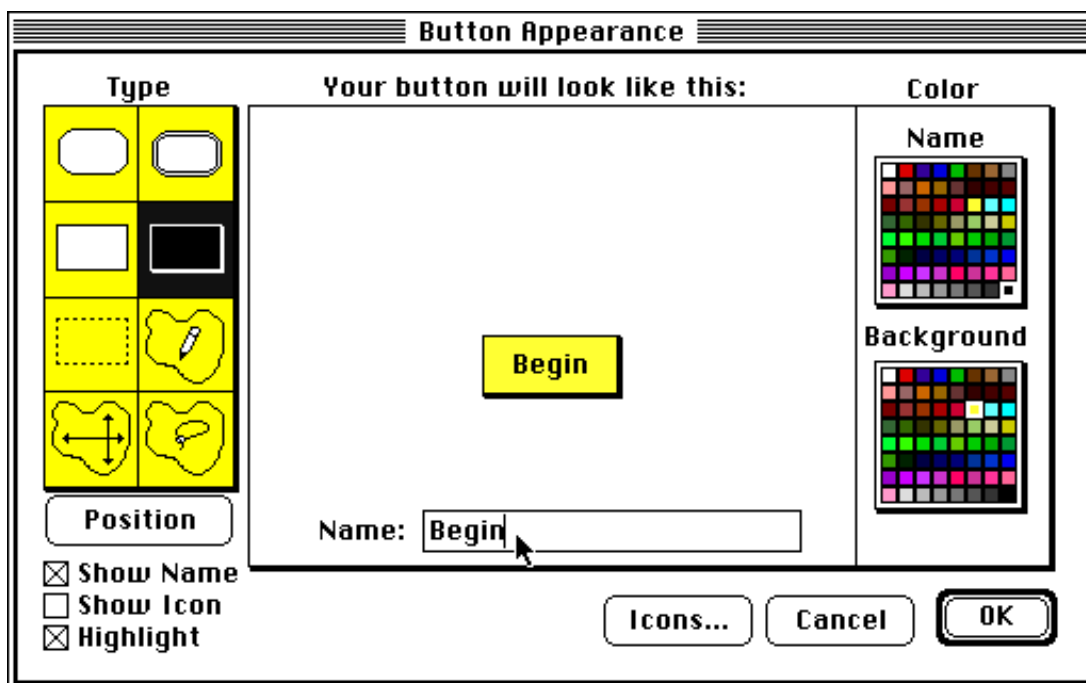 Button Appearance
Type
Your button will look like this:
Color
Name
Begin
Background
Position
Name: Begin
Show Name
Show Icon
Highlight
Icons...
Cancel
OK